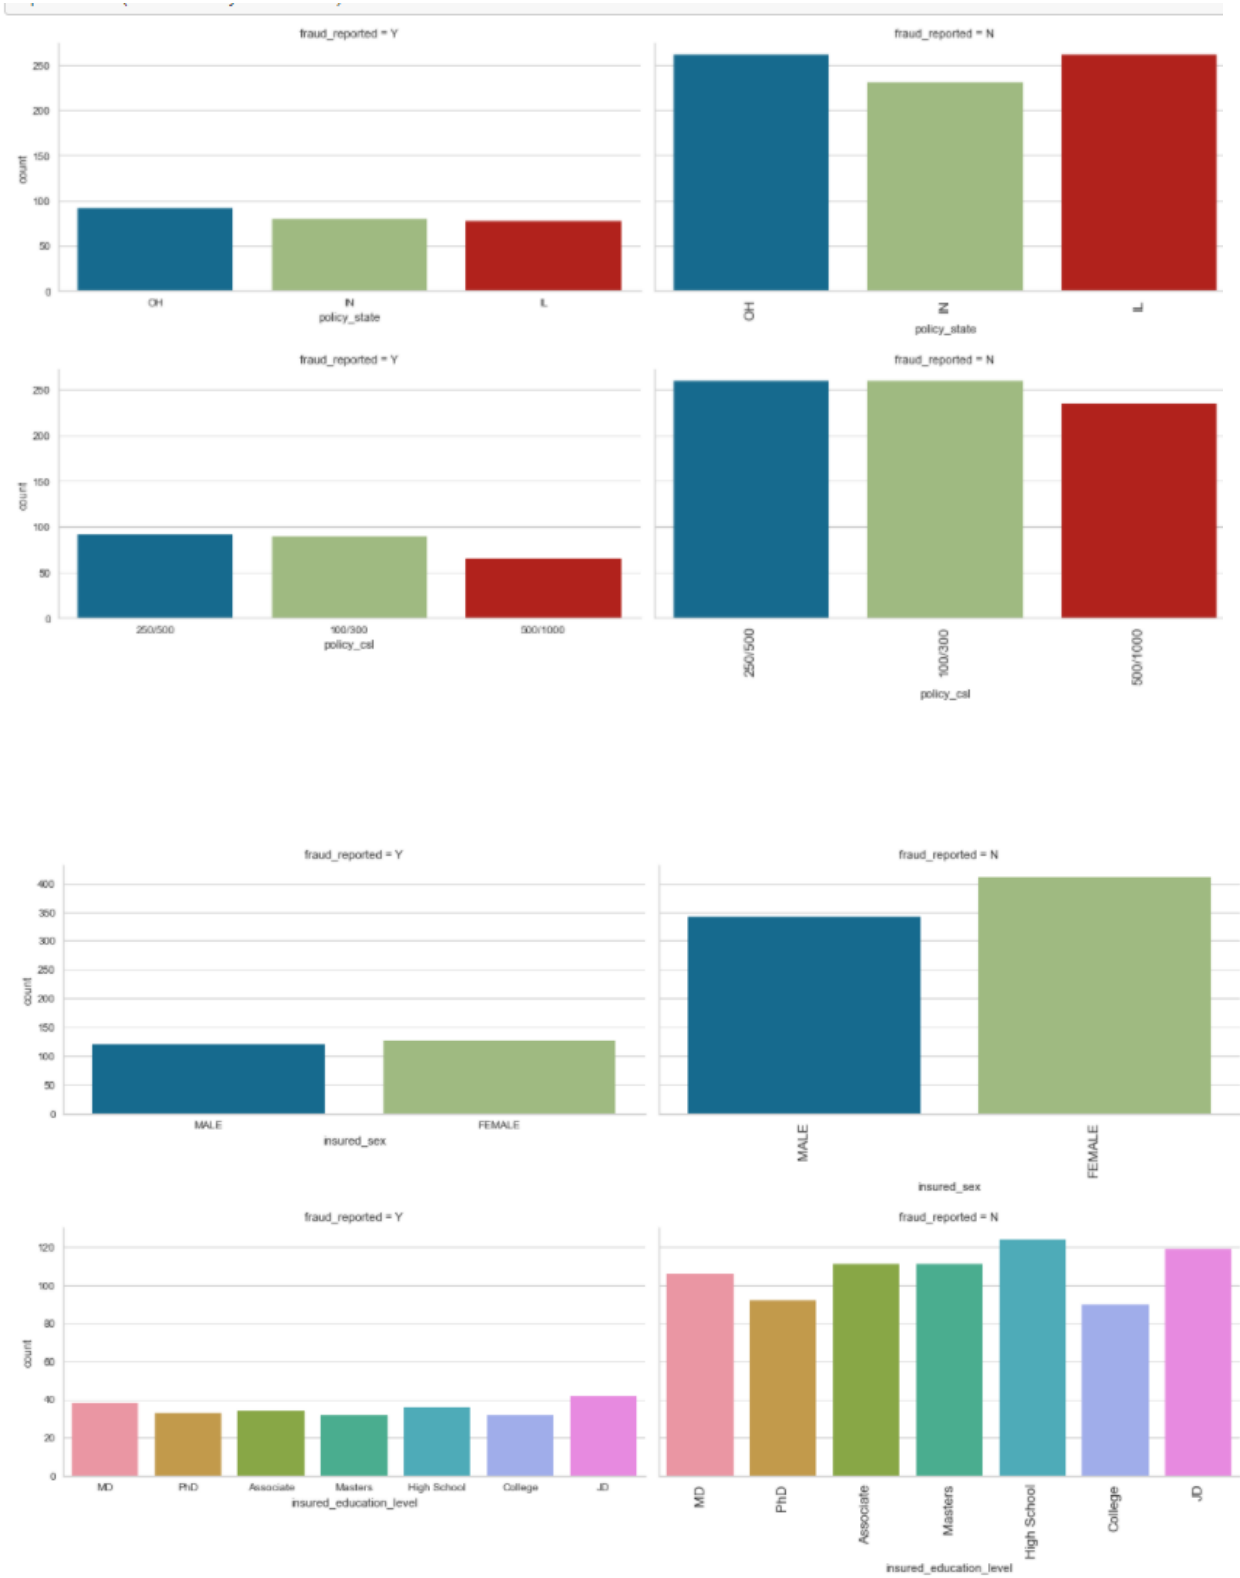 fraud_reported = Y
fraud_reported = N
250
200
150
100
50
0
count
OH
IN
IL
policy_state
OH
IN
IL
policy_state
fraud_reported = Y
fraud_reported = N
250
200
150
100
50
0
count
250/500
100/300
500/1000
policy_csl
250/500
100/300
500/1000
policy_csl
fraud_reported = Y
fraud_reported = N
400
350
300
250
200
150
100
50
0
count
MALE
FEMALE
insured_sex
MALE
FEMALE
insured_sex
fraud_reported = Y
fraud_reported = N
120
100
80
60
40
20
0
count
MD
PhD
Associate
Masters
High School
College
JD
insured_education_level
MD
PhD
Associate
Masters
High School
College
JD
insured_education_level